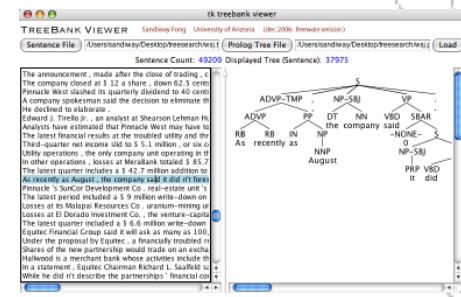 tk treebank viewer
TREEBANK VIEWER Sandiway Fong University of Arizona (dec 2006: freeware version)
Sentence File /Users/sandiway/Desktop/treesearch/wsj.t Prolog Tree File /Users/sandiway/Desktop/treesearch/wsj.p Load
Sentence Count: 49209 Displayed Tree (Sentence): 37975
The announcement , made after the close of trading , c
The company closed at $ 12 a share , down 62.5 cents
Pinnacle West slashed its quarterly dividend to 40 cents
A company spokesman said the decision to eliminate th
He declined to elaborate .
Edward J. Tirello Jr. , an analyst at Shearson Lehman Hu
Analysts have estimated that Pinnacle West may have to
The latest financial results at the troubled utility and thr
Third-quarter net income slid to $ 5.1 million , or six c
Utility operations , the only company unit operating in th
In other operations , losses at MeraBank totaled $ 85.7
The latest quarter includes a $ 42.7 million addition to
As recently as August , the company said it did n't fores
Pinnacle 's SunCor Development Co . real-estate unit 's
The latest period included a $ 9 million write-down on
Losses at its Malapai Resources Co . uranium-mining ur
Losses at El Dorado Investment Co. , the venture-capita
The latest quarter included a $ 6.6 million write-down
Equitec Financial Group said it will ask as many as 100,
Under the proposal by Equitec , a financially troubled re
Shares of the new partnership would trade on an excha
Hallwood is a merchant bank whose activities include th
In a statement , Equitec Chairman Richard L. Saalfeld sa
While he did n't describe the partnerships ' financial con
S
ADVP-TMP , NP-SBJ VP .
ADVP PP , DT NN VBD SBAR .
the company said
RB RB IN NP -NONE- S
As recently as 0
NNP NP-SBJ
August
PRP VBD
it did